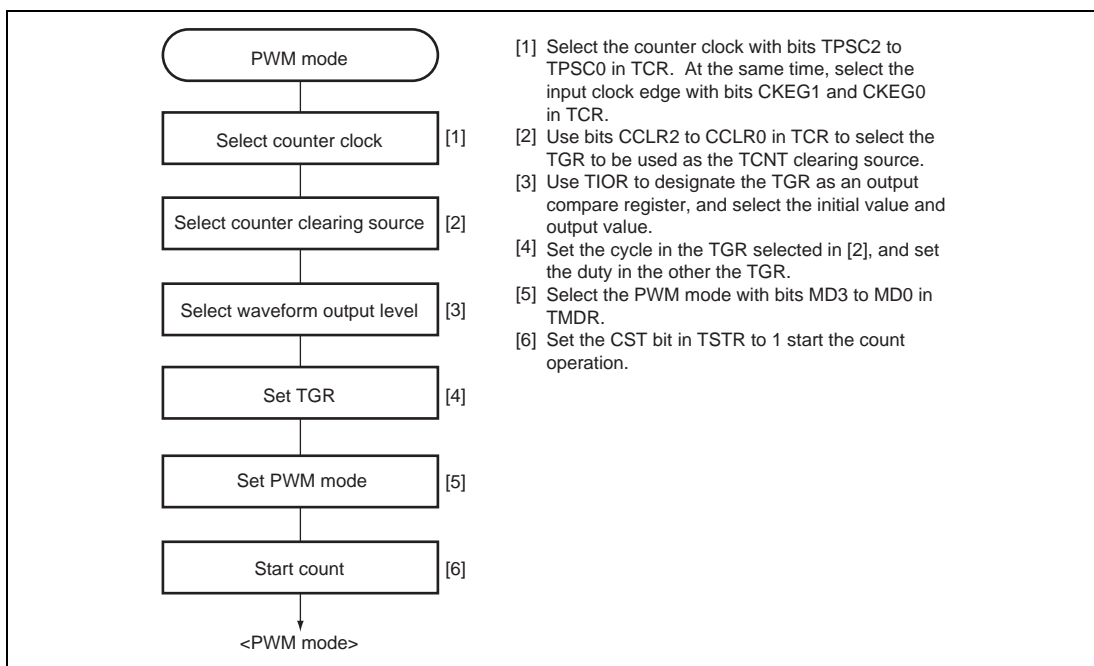 PWM mode
Select counter clock [1]
Select counter clearing source [2]
Select waveform output level [3]
Set TGR [4]
Set PWM mode [5]
Start count [6]
<PWM mode>
[1] Select the counter clock with bits TPSC2 to
TPSC0 in TCR. At the same time, select the
input clock edge with bits CKEG1 and CKEG0
in TCR.
[2] Use bits CCLR2 to CCLR0 in TCR to select the
TGR to be used as the TCNT clearing source.
[3] Use TIOR to designate the TGR as an output
compare register, and select the initial value and
output value.
[4] Set the cycle in the TGR selected in [2], and set
the duty in the other the TGR.
[5] Select the PWM mode with bits MD3 to MD0 in
TMDR.
[6] Set the CST bit in TSTR to 1 start the count
operation.